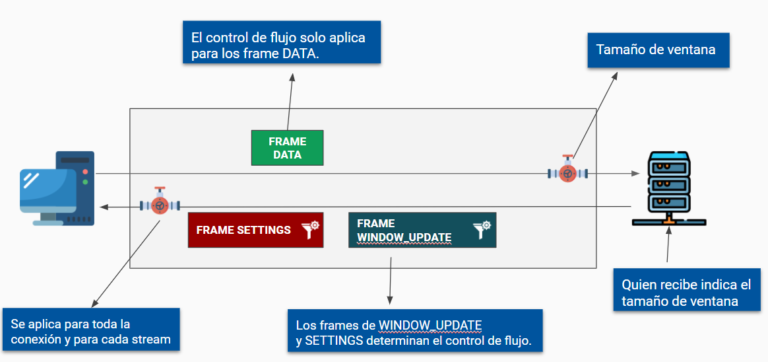 El control de flujo solo aplica
para los frame DATA.
Tamaño de ventana
FRAME
DATA
FRAME SETTINGS
FRAME
WINDOW_UPDATE
Quien recibe indica el
tamaño de ventana
Se aplica para toda la
conexión y para cada stream
Los frames de WINDOW_UPDATE
y SETTINGS determinan el control de flujo.